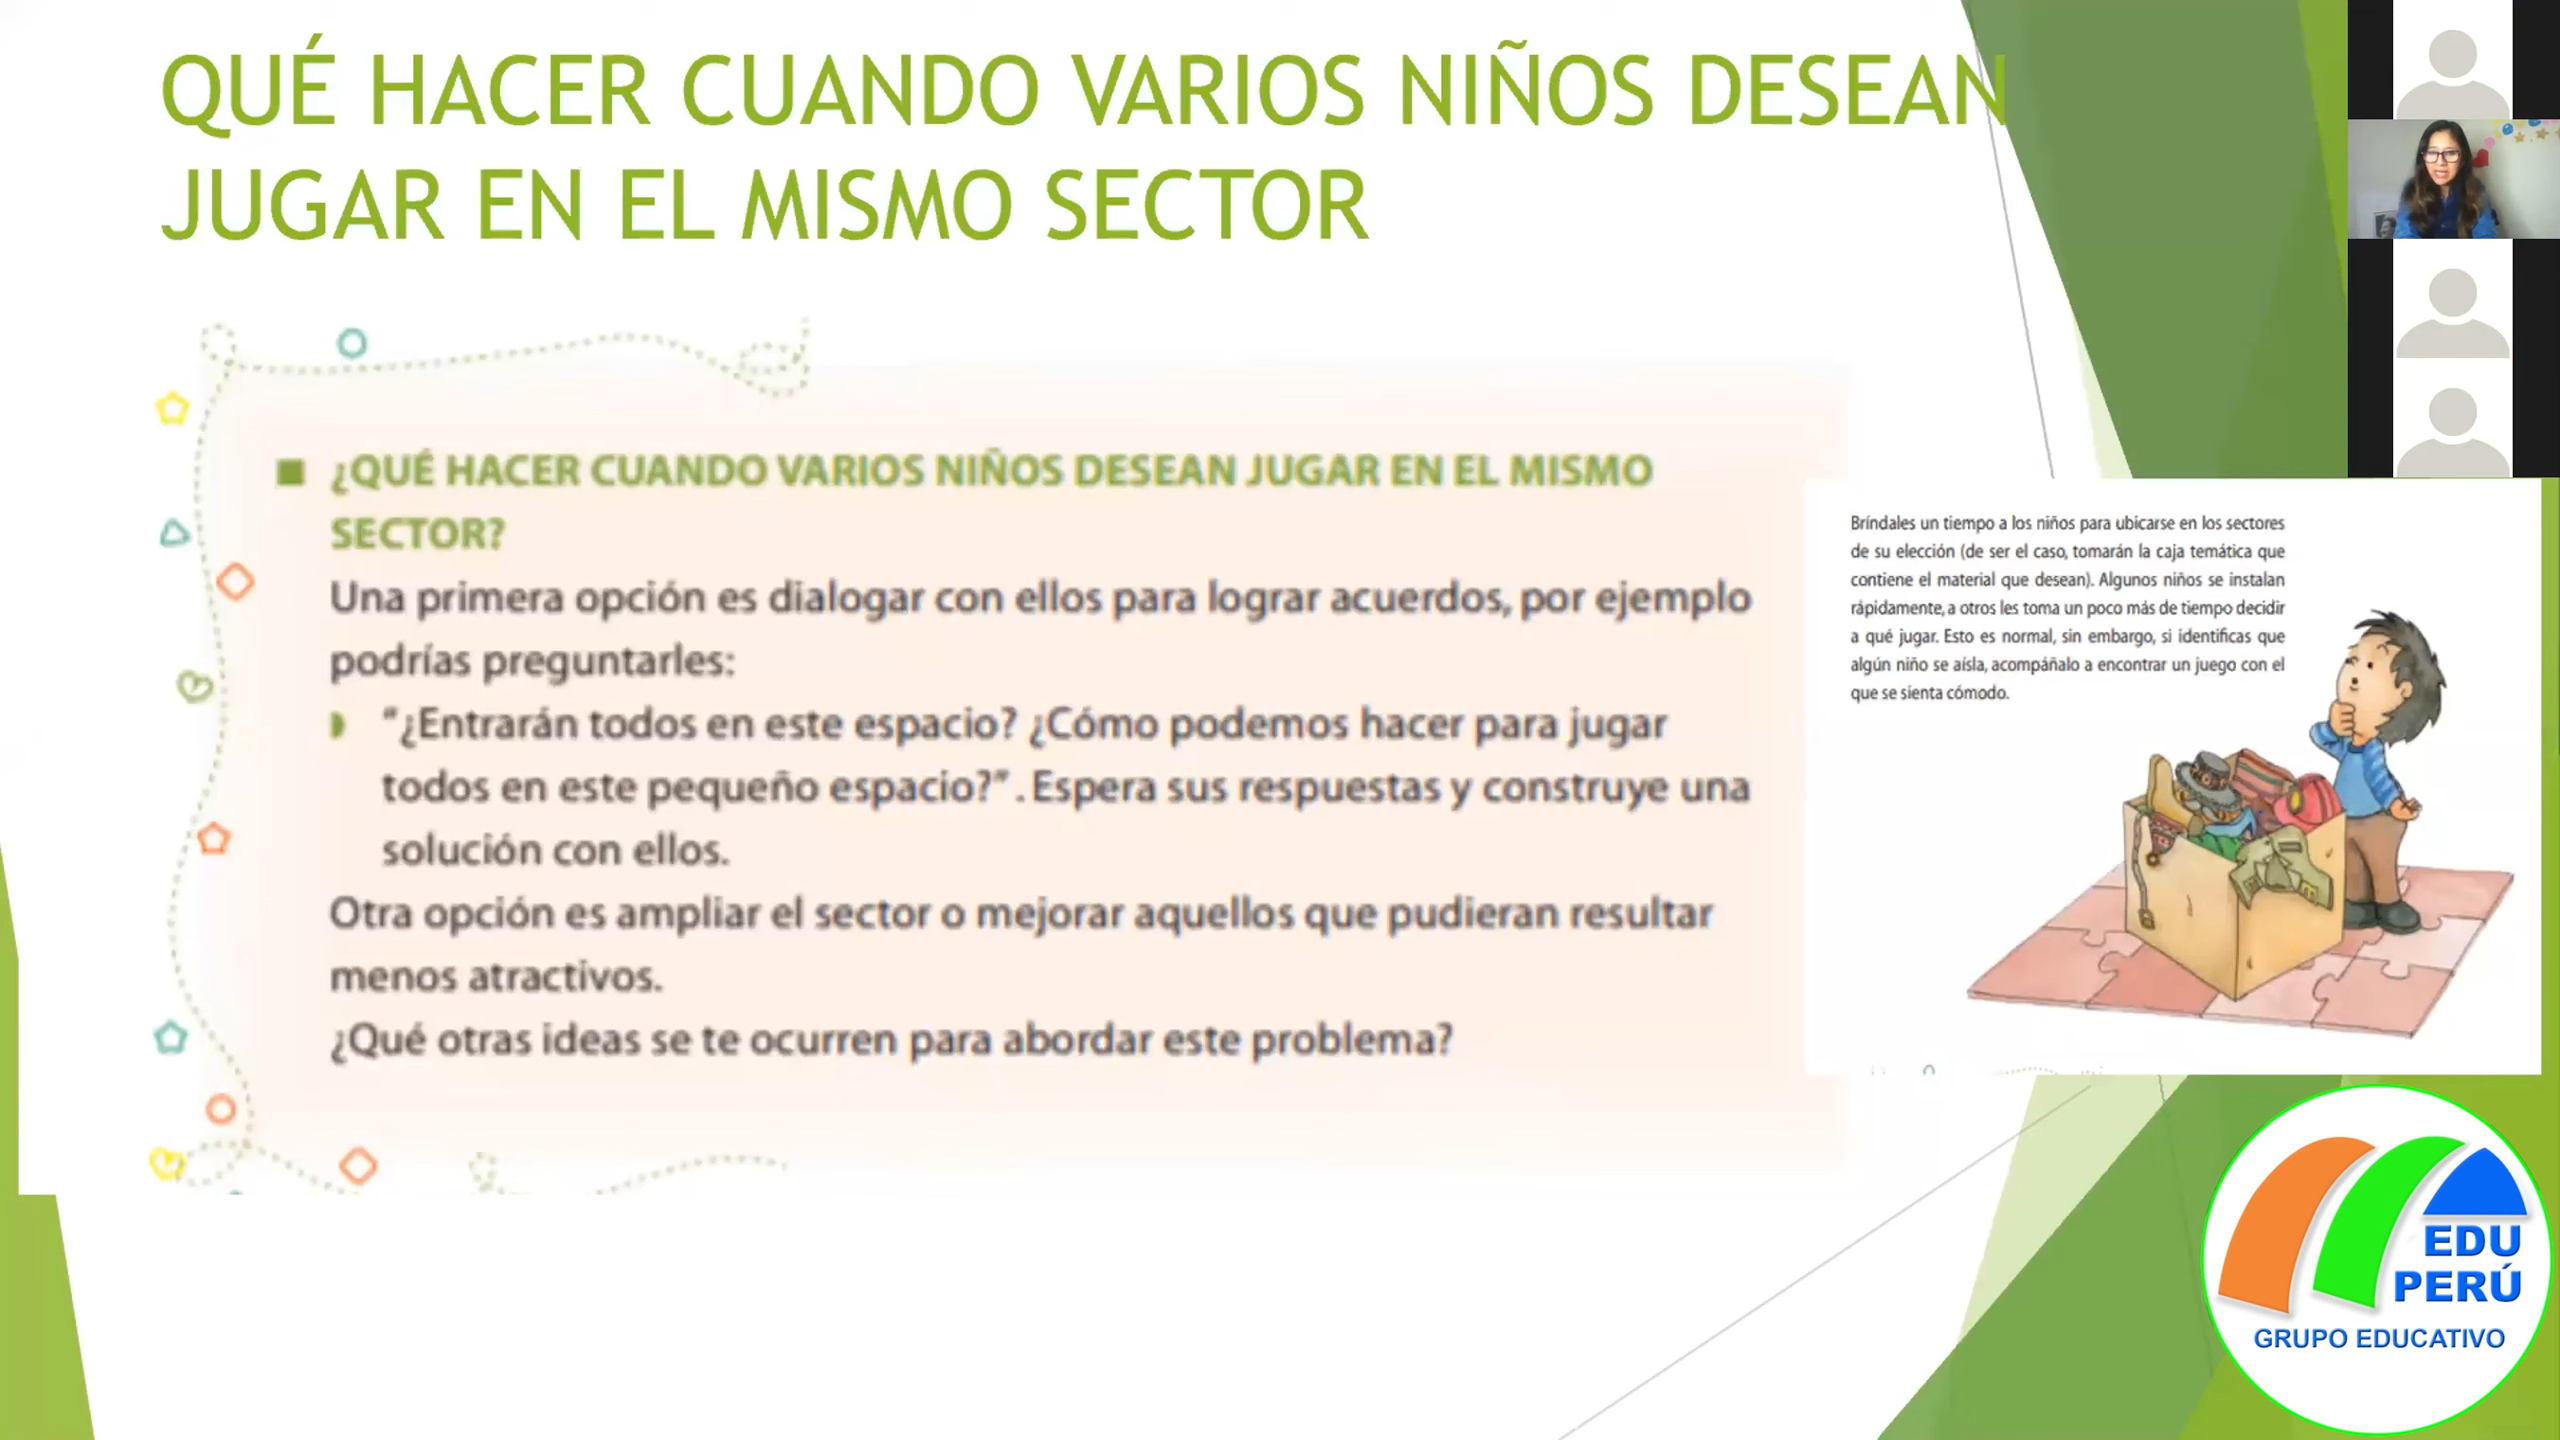 QUÉ HACER CUANDO VARIOS NIÑOS DESEAN
JUGAR EN EL MISMO SECTOR
¿QUÉ HACER CUANDO VARIOS NIÑOS DESEAN JUGAR EN EL MISMO
SECTOR?
Una primera opción es dialogar con ellos para lograr acuerdos, por ejemplo
podrías preguntarles:
"¿Entrarán todos en este espacio? ¿Cómo podemos hacer para jugar
todos en este pequeño espacio?". Espera sus respuestas y construye una
solución con ellos.
Otra opción es ampliar el sector o mejorar aquellos que pudieran resultar
menos atractivos.
¿Qué otras ideas se te ocurren para abordar este problema?
Bríndales un tiempo a los niños para ubicarse en los sectores
de su elección (de ser el caso, tomarán la caja temática que
contiene el material que desean). Algunos niños se instalan
rápidamente, a otros les toma un poco más de tiempo decidir
a qué jugar. Esto es normal, sin embargo, si identificas que
algún niño se aísla, acompáñalo a encontrar un juego con el
que se sienta cómodo.
EDU
PERÚ
GRUPO EDUCATIVO